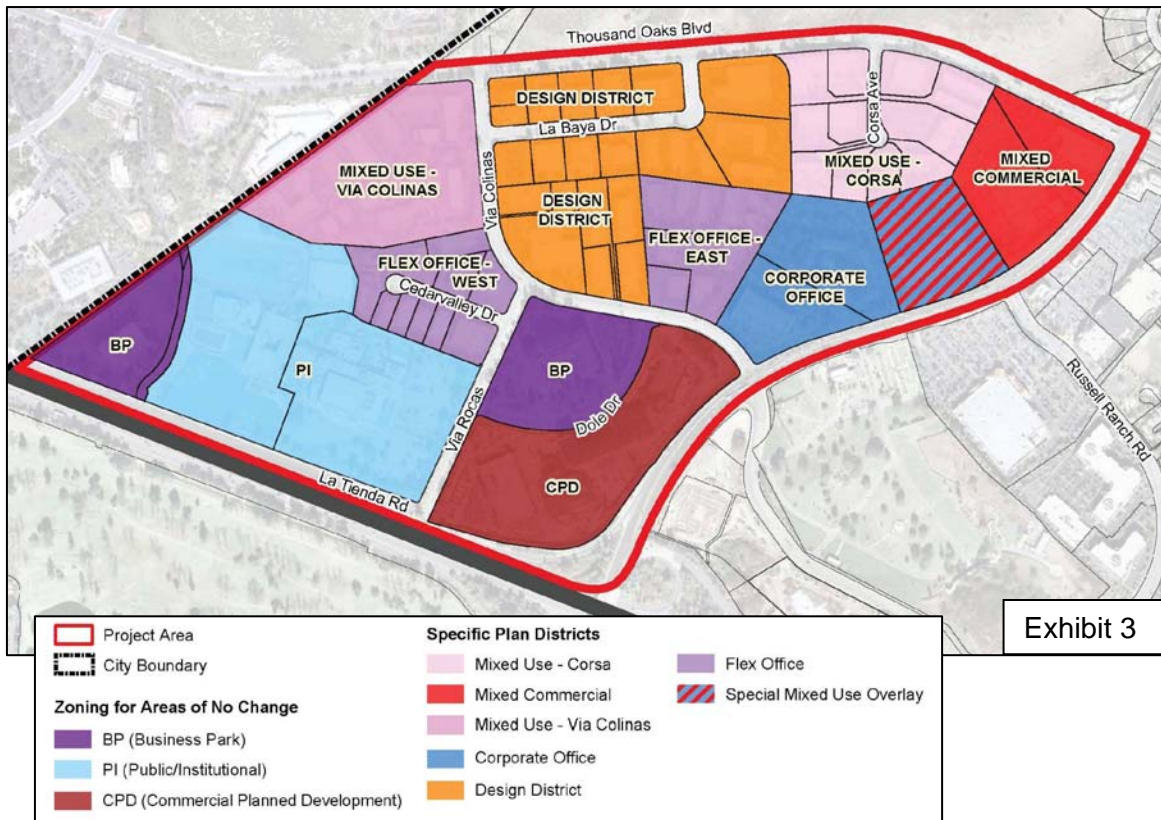 Thousand Oaks Blvd
DESIGN DISTRICT
La Baya Dr
Corsa Ave
MIXED USE -
VIA COLINAS
Via Colinas
MIXED USE -
CORSA
MIXED
COMMERCIAL
DESIGN
DISTRICT
FLEX OFFICE -
WEST
FLEX OFFICE -
EAST
CORPORATE
OFFICE
Cedarvalley Dr
BP
PI
BP
Dole Dr
Via Rocas
CPD
La Tienda Rd
Russell Ranch Rd
Exhibit 3
Project Area
City Boundary
Zoning for Areas of No Change
BP (Business Park)
PI (Public/Institutional)
CPD (Commercial Planned Development)
Specific Plan Districts
Mixed Use - Corsa
Mixed Commercial
Mixed Use - Via Colinas
Corporate Office
Design District
Flex Office
Special Mixed Use Overlay